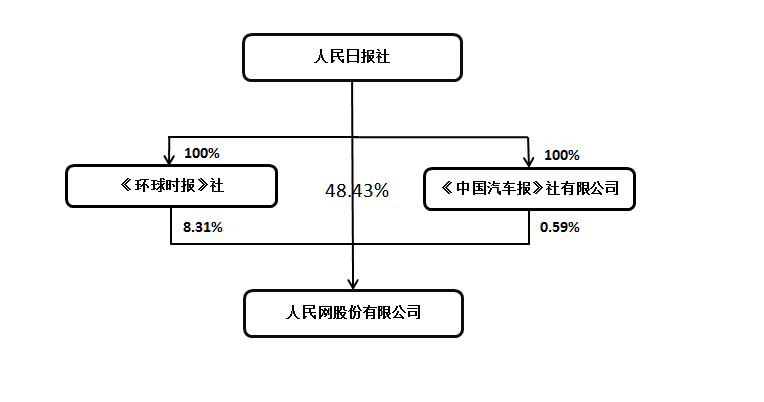 人民日报社
100%
100%
《环球时报》社
48.43%
《中国汽车报》社有限公司
8.31%
0.59%
人民网股份有限公司